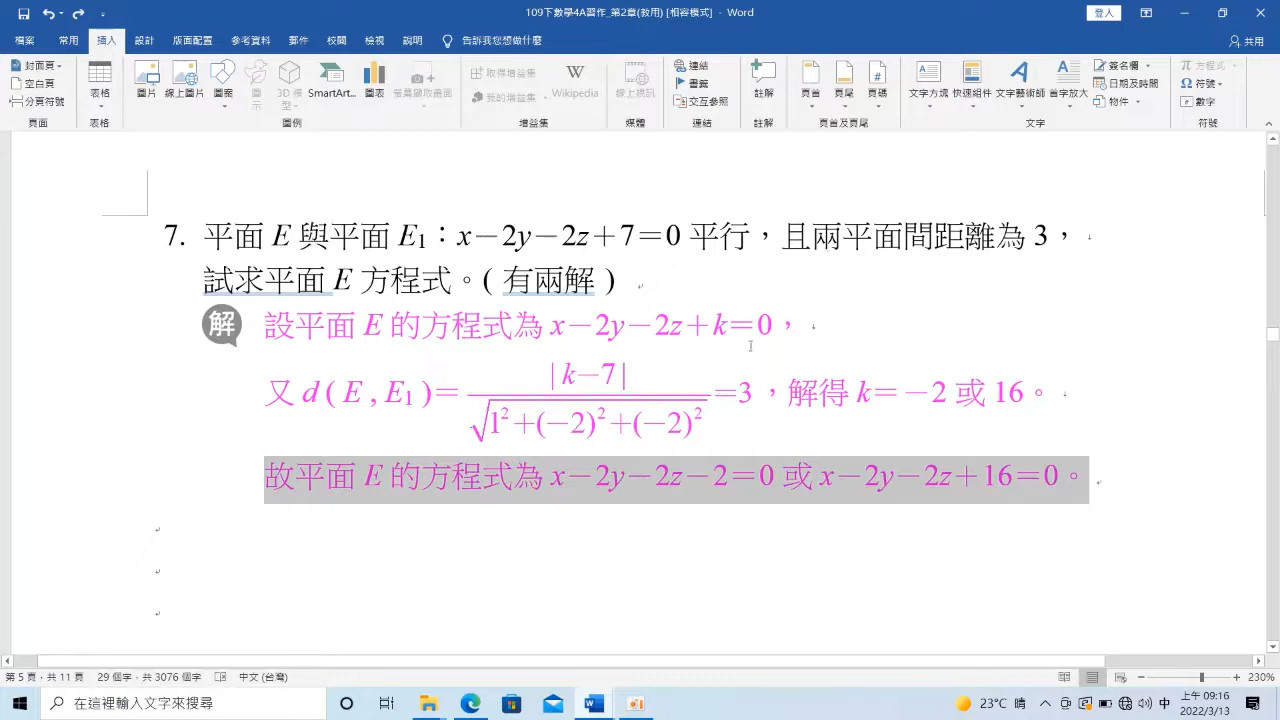 109下數學4A習作_第2章(教用) [相容模式] - Word
登入
檔案 常用 插入 設計 版面配置 參考資料 郵件 校閱 檢視 說明 告訴我您想做什麼 共用
封面頁
空白頁
分頁符號
頁面
表格
表格
圖片 線上圖片 圖案 圖示 3D 模型 SmartArt... 圖表 螢幕擷取畫面
圖例
取得增益集
我的增益集
Wikipedia
增益集
線上視訊
媒體
連結
書籤
交互參照
連結
註解
註解
頁首 頁尾 頁碼
頁首及頁尾
文字方塊 快速組件 文字藝術師 首字放大
簽名欄
日期及時間
物件
文字
方程式
符號
數字
符號
7. 平面 E 與平面 E₁：x－2y－2z＋7＝0 平行，且兩平面間距離為 3，
試求平面 E 方程式。( 有兩解 )
解 設平面 E 的方程式為 x－2y－2z＋k＝0，
又 d ( E , E₁ )＝|k－7| / √(1²＋(－2)²＋(－2)²)＝3，解得 k＝－2 或 16。
故平面 E 的方程式為 x－2y－2z－2＝0 或 x－2y－2z＋16＝0。
第 5 頁，共 11 頁 29 個字，共 3076 個字 中文 (台灣) 230%
在這裡輸入文字來搜尋
23°C 晴 中 上午 09:16
2022/3/13